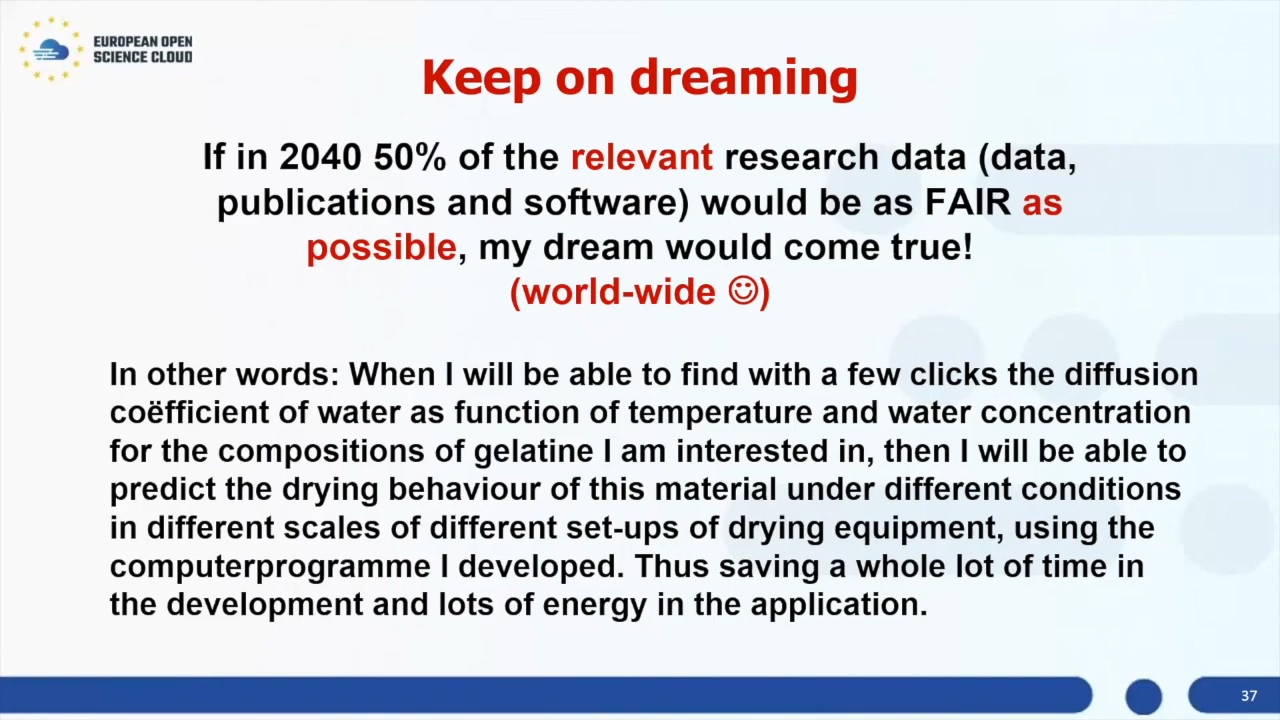 EUROPEAN OPEN
SCIENCE CLOUD
Keep on dreaming
If in 2040 50% of the relevant research data (data,
publications and software) would be as FAIR as
possible, my dream would come true!
(world-wide ☺)
In other words: When I will be able to find with a few clicks the diffusion
coëfficient of water as function of temperature and water concentration
for the compositions of gelatine I am interested in, then I will be able to
predict the drying behaviour of this material under different conditions
in different scales of different set-ups of drying equipment, using the
computerprogramme I developed. Thus saving a whole lot of time in
the development and lots of energy in the application.
37